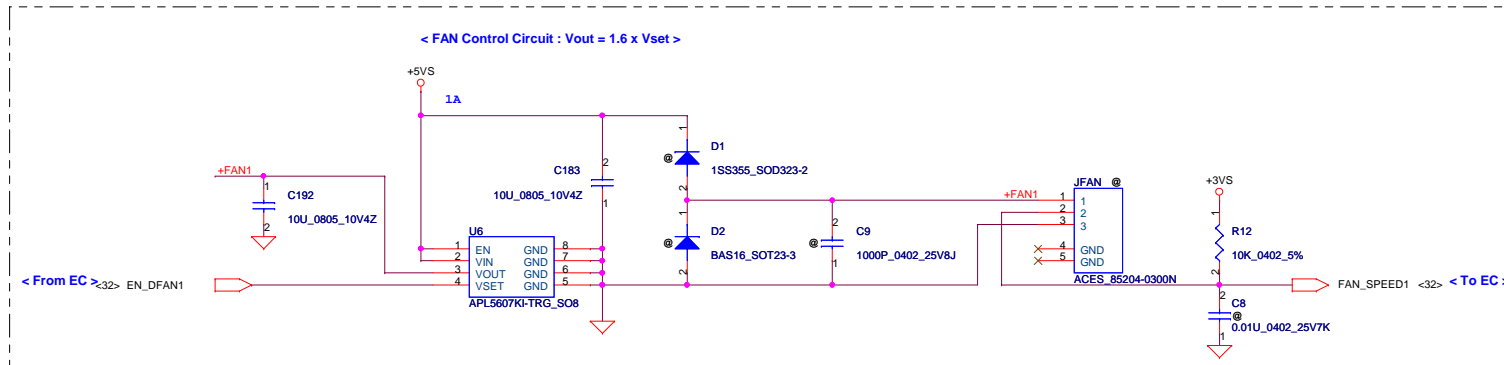 < FAN Control Circuit : Vout = 1.6 x Vset >
+5VS
1A
+FAN1
1
C192
10U_0805_10V4Z
2
C183
2
10U_0805_10V4Z
1
1
D1
@
1SS355_SOD323-2
2
1
D2
@
BAS16_SOT23-3
2
2
C9
@
1000P_0402_25V8J
1
+FAN1
JFAN @
1 1
2 2
3 3
4 GND
5 GND
ACES_85204-0300N
+3VS
1
R12
10K_0402_5%
2
U6
1 EN GND 8
2 VIN GND 7
3 VOUT GND 6
4 VSET GND 5
APL5607KI-TRG_SO8
< From EC > <32> EN_DFAN1
FAN_SPEED1 <32> < To EC >
2
C8
@
0.01U_0402_25V7K
1